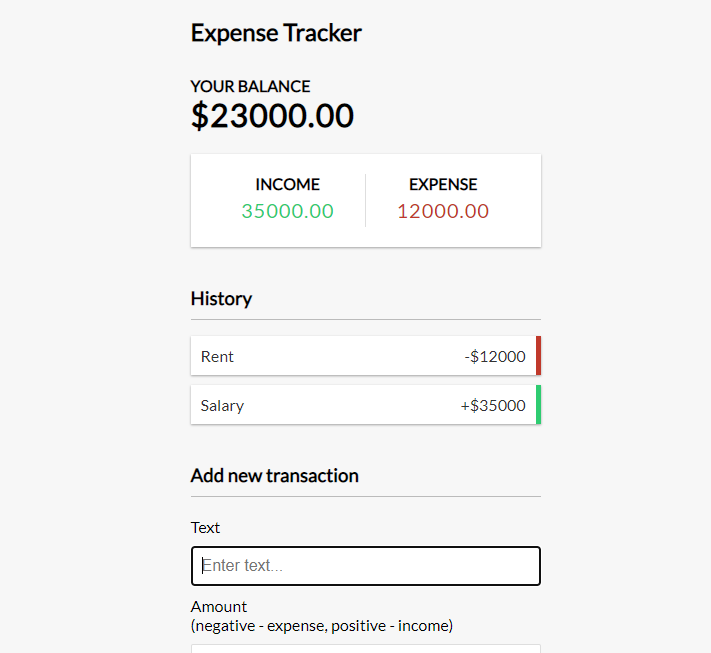 Expense Tracker
YOUR BALANCE
$23000.00
INCOME EXPENSE
35000.00 12000.00
History
Rent -$12000
Salary +$35000
Add new transaction
Text
Enter text...
Amount
(negative - expense, positive - income)